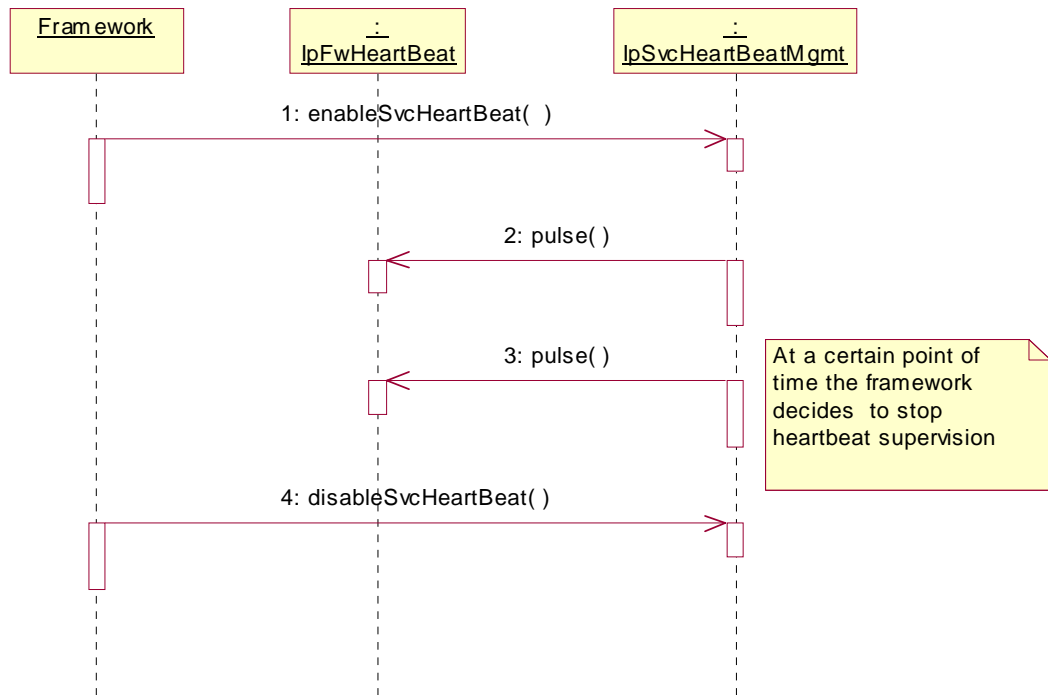 Framework
:
IpFwHeartBeat
:
IpSvcHeartBeatMgmt
1: enableSvcHeartBeat( )
2: pulse( )
3: pulse( )
At a certain point of
time the framework
decides to stop
heartbeat supervision
4: disableSvcHeartBeat( )